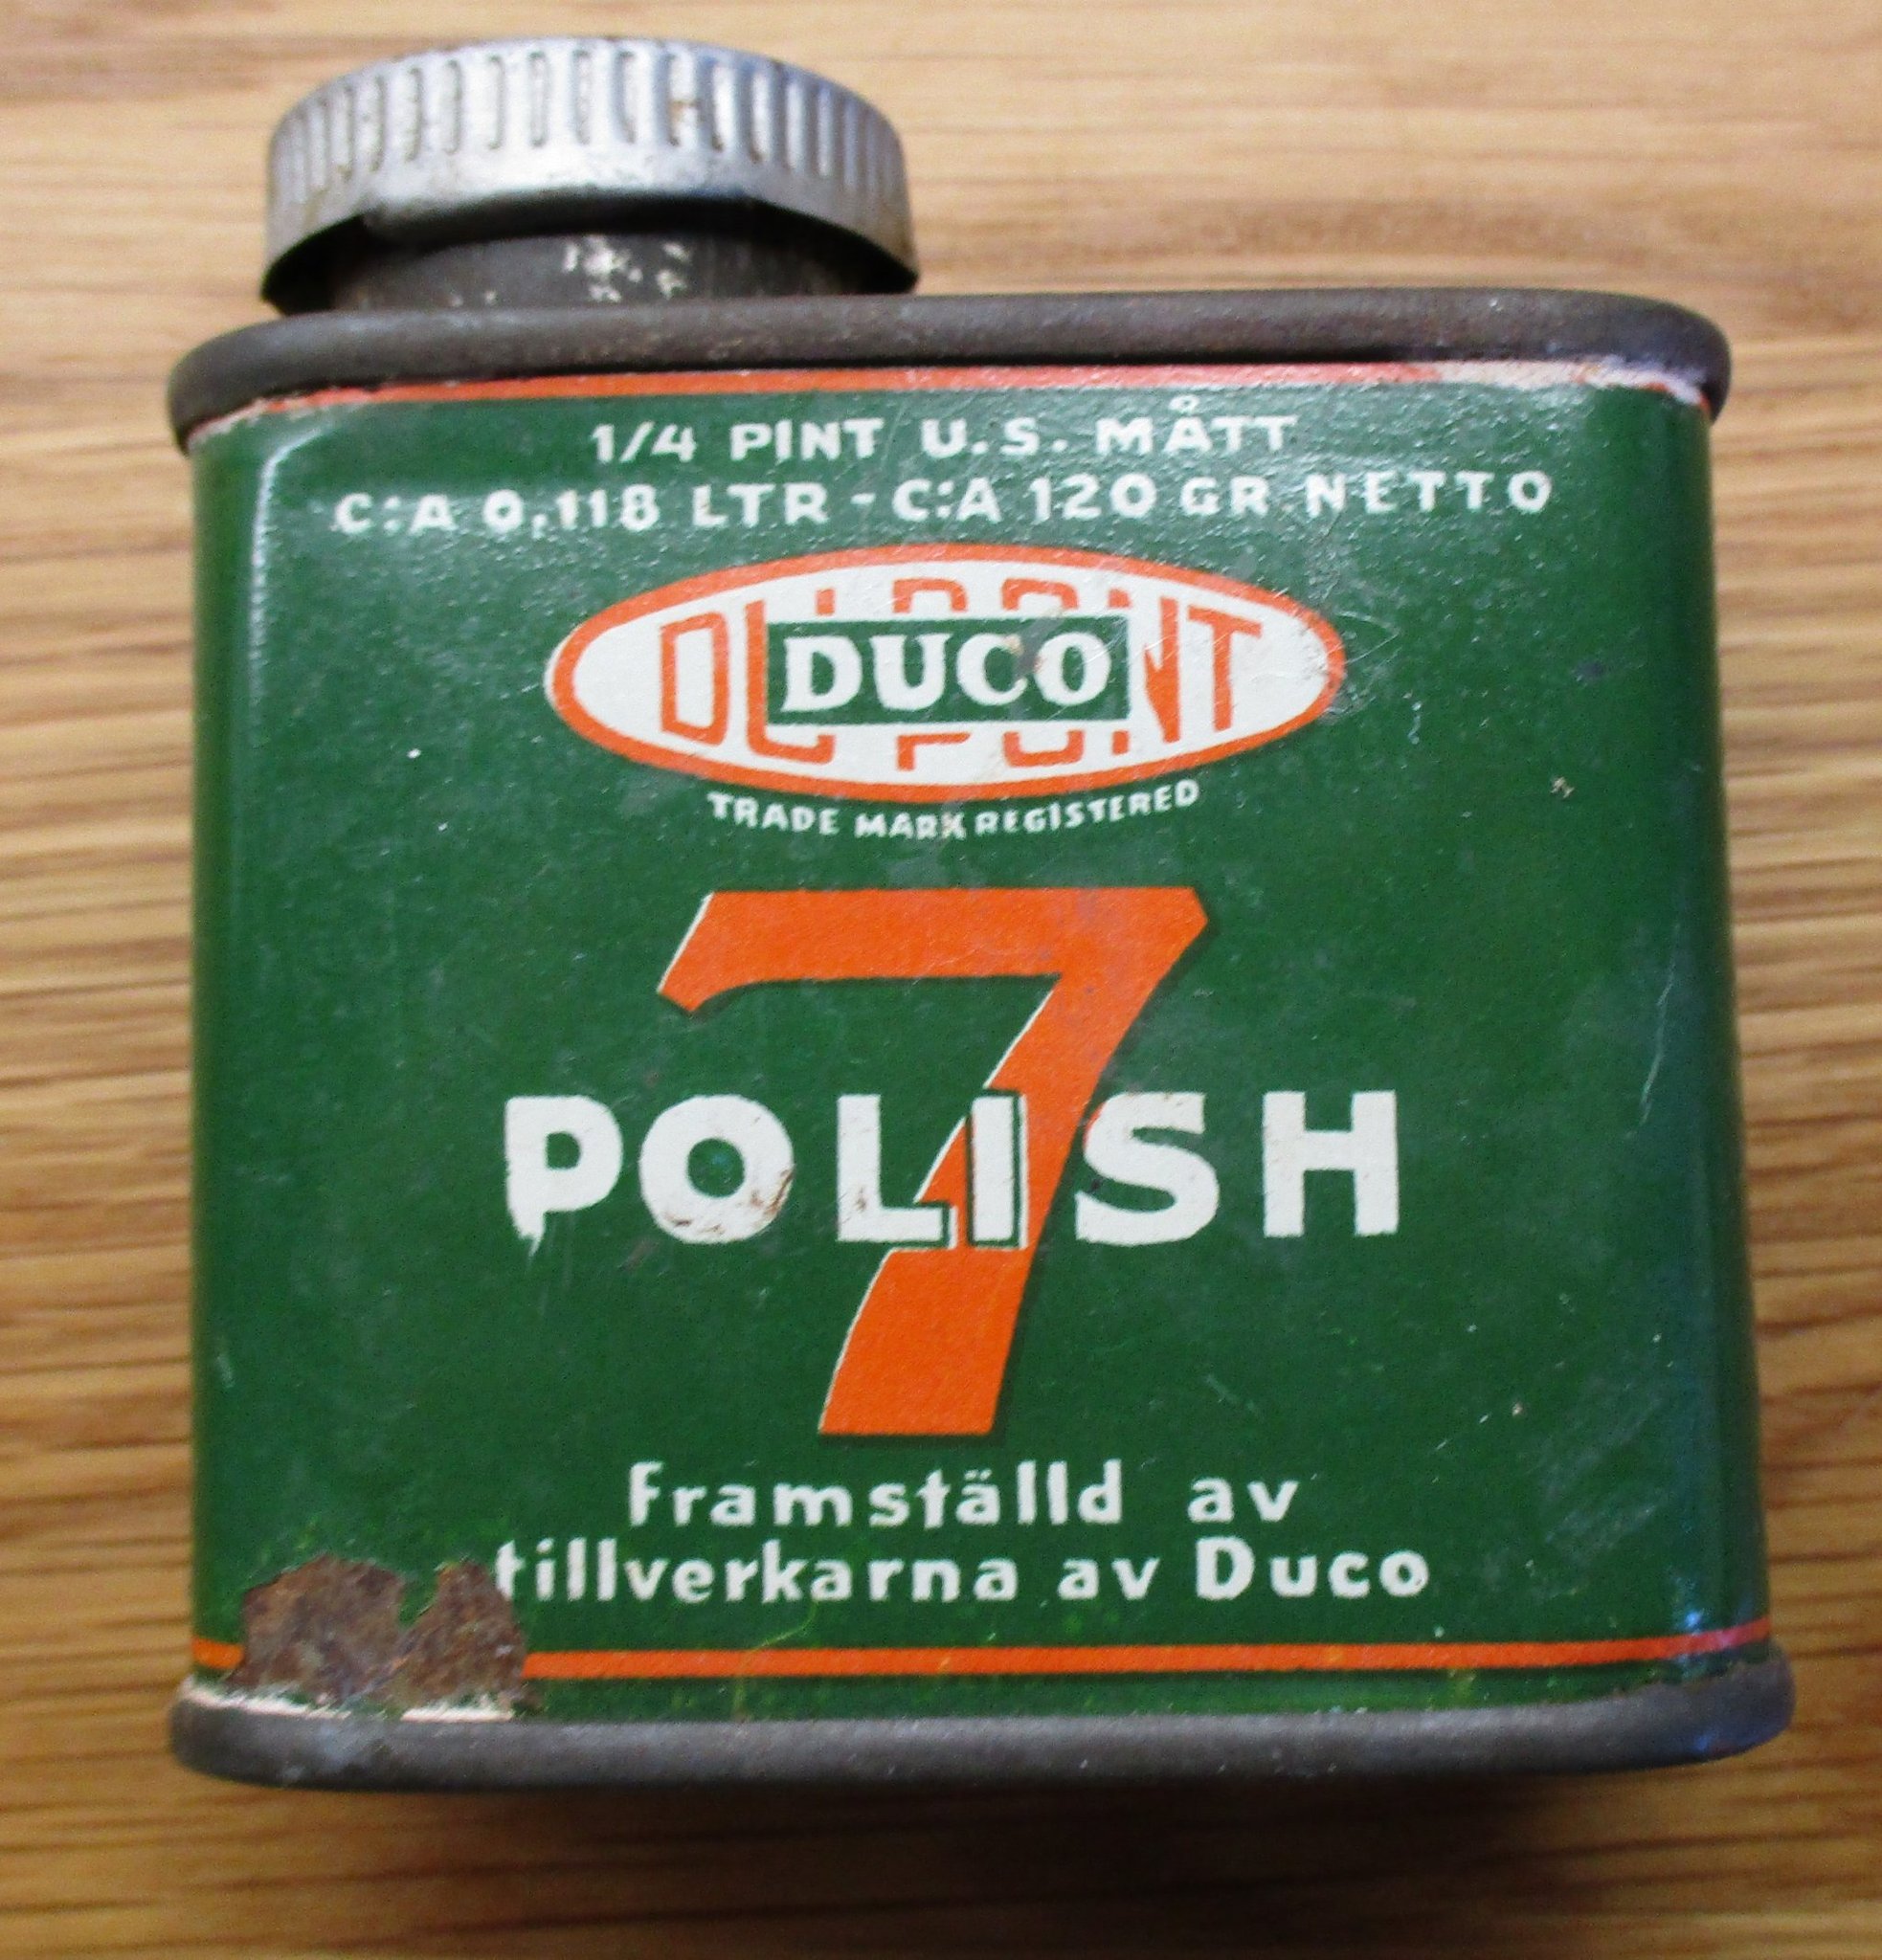 1/4 PINT U.S. MÅTT
C:A 0,118 LTR - C:A 120 GR NETTO
DU PONT
DUCO
TRADE MARK REGISTERED
7
POLISH
Framställd av
tillverkarna av Duco